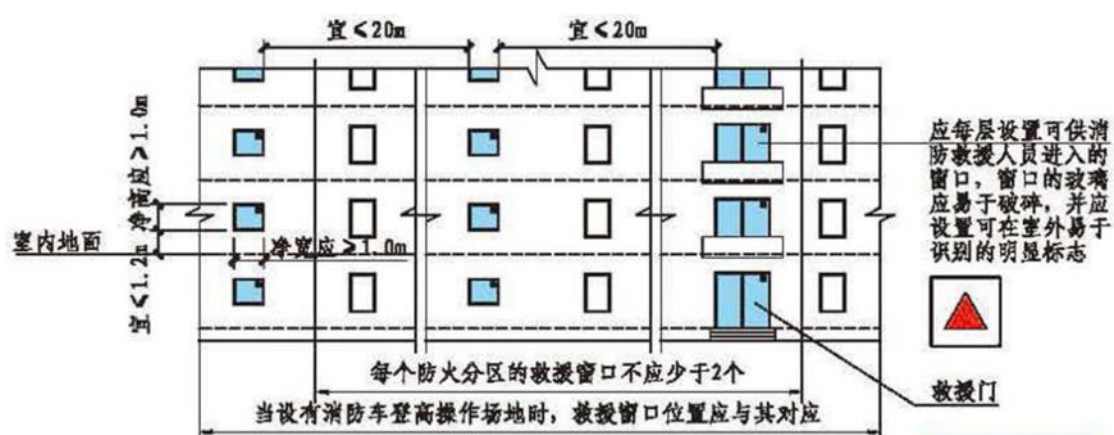 宜≤20m
宜≤20m
净高应≥1.0m
宜≤1.2m
室内地面
净宽应≥1.0m
应每层设置可供消
防救援人员进入的
窗口，窗口的玻璃
应易于破碎，并应
设置可在室外易于
识别的明显标志
救援门
每个防火分区的救援窗口不应少于2个
当设有消防车登高操作场地时，救援窗口位置应与其对应